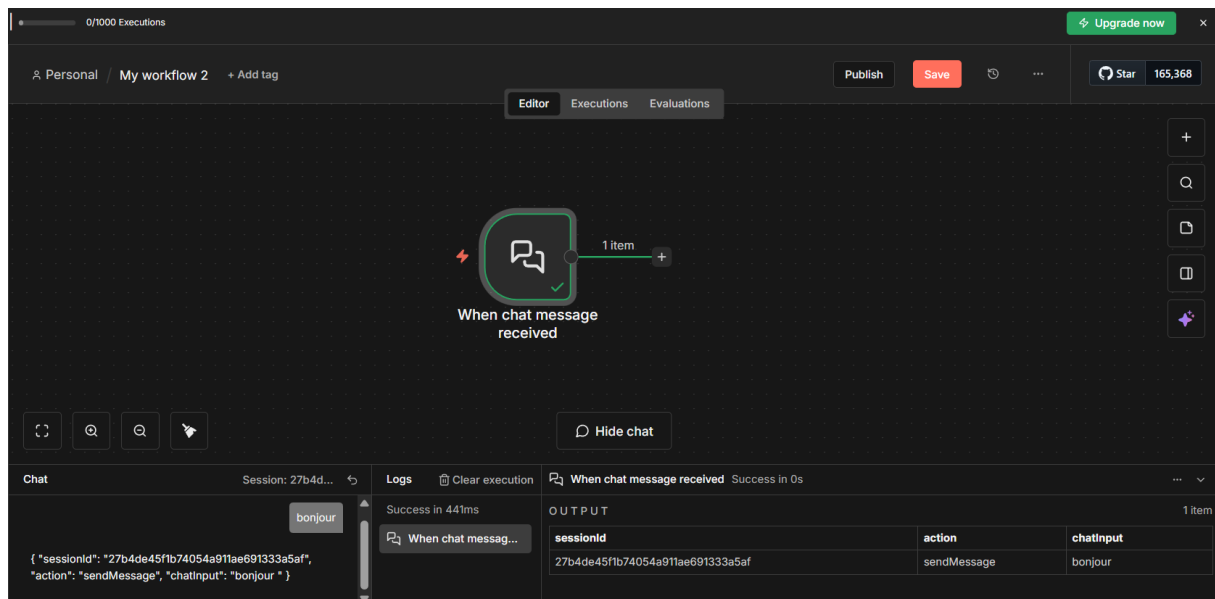 0/1000 Executions
Upgrade now
Personal / My workflow 2 + Add tag
Publish
Save
Star 165,368
Editor Executions Evaluations
1 item
When chat message
received
Hide chat
Chat
Session: 27b4d...
bonjour
{ "sessionId": "27b4de45f1b74054a911ae691333a5af",
"action": "sendMessage", "chatInput": "bonjour " }
Logs
Clear execution
Success in 441ms
When chat messag...
When chat message received Success in 0s
OUTPUT
1 item
sessionId action chatInput
27b4de45f1b74054a911ae691333a5af sendMessage bonjour